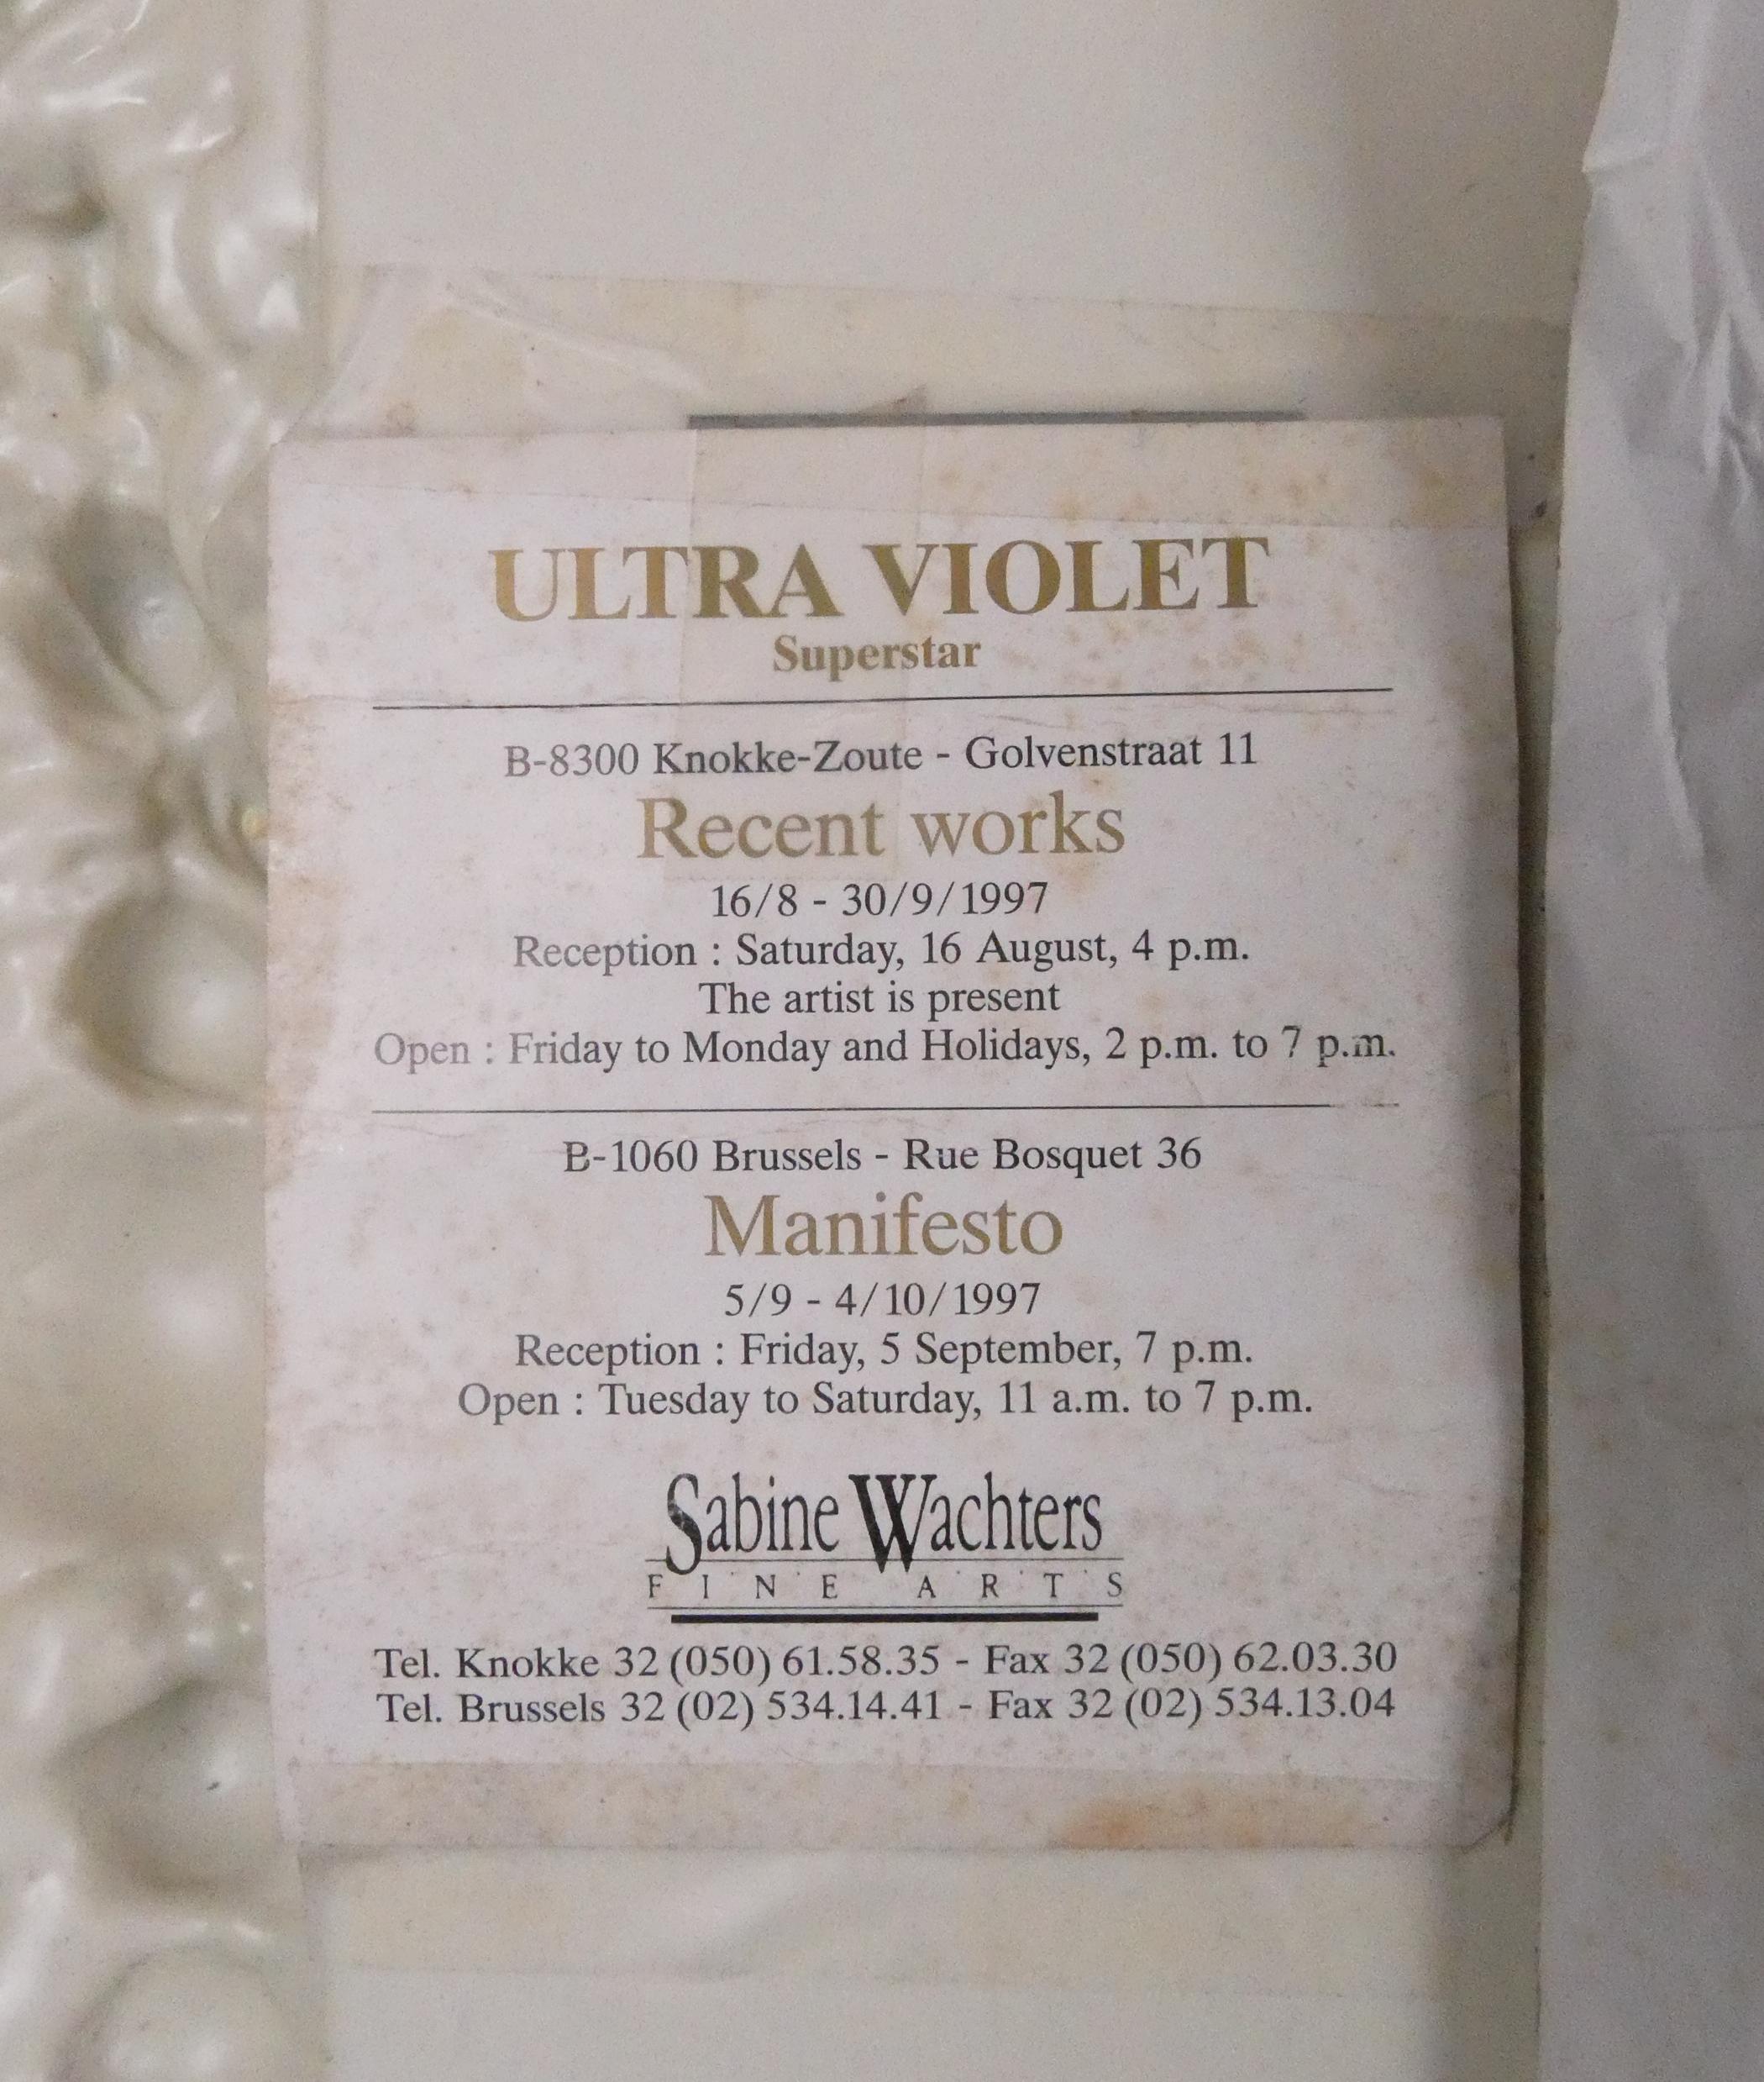 ULTRA VIOLET
Superstar
B-8300 Knokke-Zoute - Golvenstraat 11
Recent works
16/8 - 30/9/1997
Reception : Saturday, 16 August, 4 p.m.
The artist is present
Open : Friday to Monday and Holidays, 2 p.m. to 7 p.m.
B-1060 Brussels - Rue Bosquet 36
Manifesto
5/9 - 4/10/1997
Reception : Friday, 5 September, 7 p.m.
Open : Tuesday to Saturday, 11 a.m. to 7 p.m.
Sabine Wachters
FINE ARTS
Tel. Knokke 32 (050) 61.58.35 - Fax 32 (050) 62.03.30
Tel. Brussels 32 (02) 534.14.41 - Fax 32 (02) 534.13.04